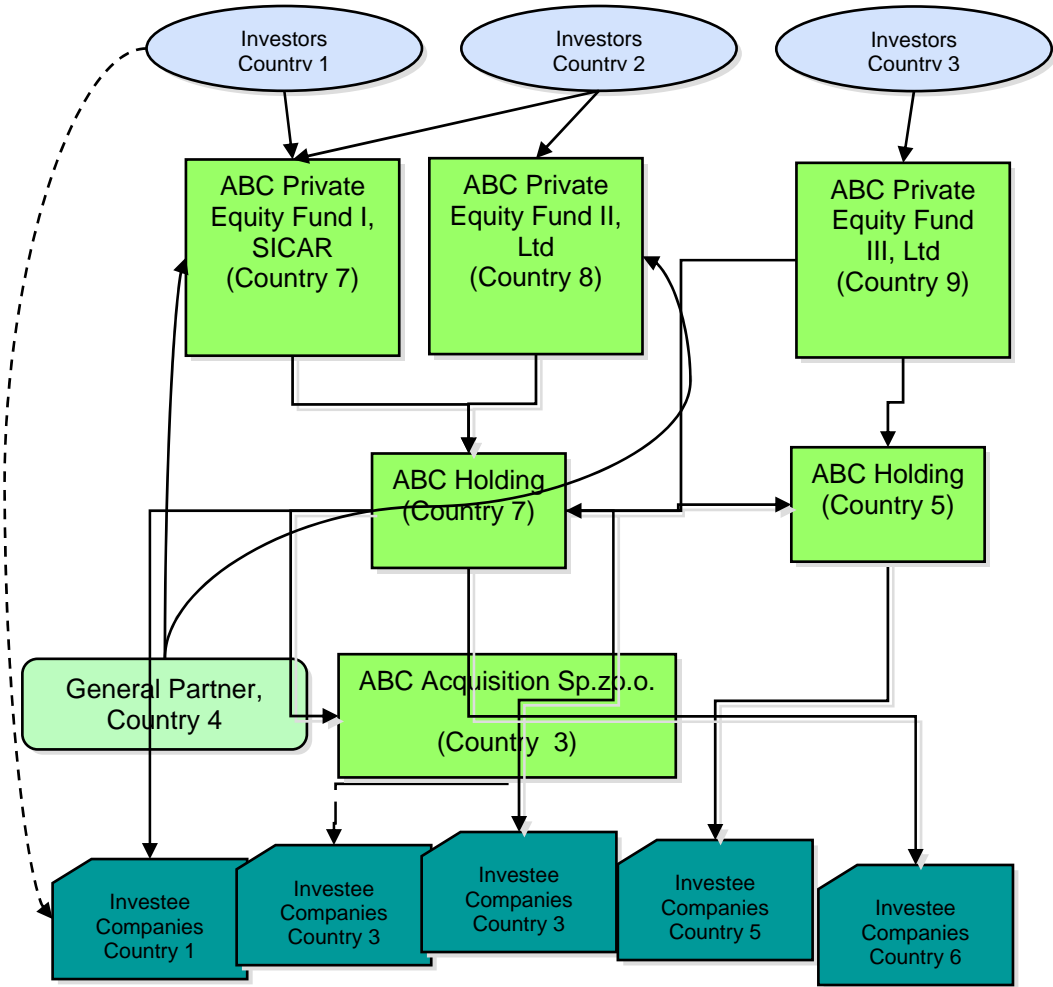 Investors
Country 1
Investors
Country 2
Investors
Country 3
ABC Private
Equity Fund I,
SICAR
(Country 7)
ABC Private
Equity Fund II,
Ltd
(Country 8)
ABC Private
Equity Fund
III, Ltd
(Country 9)
ABC Holding
(Country 7)
ABC Holding
(Country 5)
General Partner,
Country 4
ABC Acquisition Sp.zo.o.
(Country 3)
Investee
Companies
Country 1
Investee
Companies
Country 3
Investee
Companies
Country 3
Investee
Companies
Country 5
Investee
Companies
Country 6